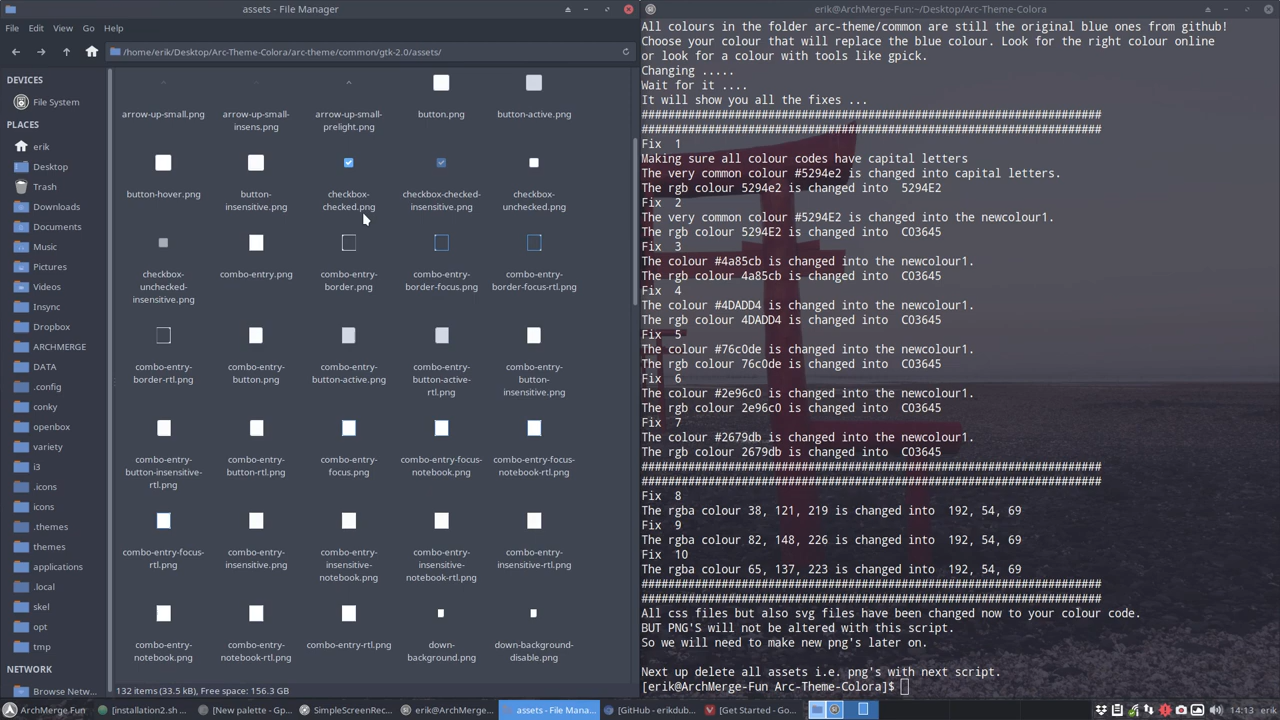 assets - File Manager
File Edit View Go Help
/home/erik/Desktop/Arc-Theme-Colora/arc-theme/common/gtk-2.0/assets/
DEVICES
File System
PLACES
erik
Desktop
Trash
Downloads
Documents
Music
Pictures
Videos
Insync
Dropbox
ARCHMERGE
DATA
.config
conky
openbox
variety
i3
.icons
icons
.themes
themes
applications
.local
skel
opt
tmp
NETWORK
Browse Netw...
arrow-up-small.png
arrow-up-small-
insens.png
arrow-up-small-
prelight.png
button.png
button-active.png
button-hover.png
button-
insensitive.png
checkbox-
checked.png
checkbox-checked-
insensitive.png
checkbox-
unchecked.png
checkbox-
unchecked-
insensitive.png
combo-entry.png
combo-entry-
border.png
combo-entry-
border-focus.png
combo-entry-
border-focus-rtl.png
combo-entry-
border-rtl.png
combo-entry-
button.png
combo-entry-
button-active.png
combo-entry-
button-active-
rtl.png
combo-entry-
button-
insensitive.png
combo-entry-
button-insensitive-
rtl.png
combo-entry-
button-rtl.png
combo-entry-
focus.png
combo-entry-focus-
notebook.png
combo-entry-focus-
notebook-rtl.png
combo-entry-focus-
rtl.png
combo-entry-
insensitive.png
combo-entry-
insensitive-
notebook.png
combo-entry-
insensitive-
notebook-rtl.png
combo-entry-
insensitive-rtl.png
combo-entry-
notebook.png
combo-entry-
notebook-rtl.png
combo-entry-rtl.png
down-
background.png
down-background-
disable.png
132 items (33.5 kB), Free space: 156.3 GB
erik@ArchMerge-Fun:~/Desktop/Arc-Theme-Colora
All colours in the folder arc-theme/common are still the original blue ones from github!
Choose your colour that will replace the blue colour. Look for the right colour online
or look for a colour with tools like gpick.
Changing .....
Wait for it ....
It will show you all the fixes ...
################################################################
################################################################
Fix  1
Making sure all colour codes have capital letters
The very common colour #5294e2 is changed into capital letters.
The rgb colour 5294e2 is changed into  5294E2
Fix  2
The very common colour #5294E2 is changed into the newcolour1.
The rgb colour 5294E2 is changed into  C03645
Fix  3
The colour #4a85cb is changed into the newcolour1.
The rgb colour 4a85cb is changed into  C03645
Fix  4
The colour #4DADD4 is changed into the newcolour1.
The rgb colour 4DADD4 is changed into  C03645
Fix  5
The colour #76c0de is changed into the newcolour1.
The rgb colour 76c0de is changed into  C03645
Fix  6
The colour #2e96c0 is changed into the newcolour1.
The rgb colour 2e96c0 is changed into  C03645
Fix  7
The colour #2679db is changed into the newcolour1.
The rgb colour 2679db is changed into  C03645
################################################################
################################################################
Fix  8
The rgba colour 38, 121, 219 is changed into  192, 54, 69
Fix  9
The rgba colour 82, 148, 226 is changed into  192, 54, 69
Fix  10
The rgba colour 65, 137, 223 is changed into  192, 54, 69
################################################################
################################################################
All css files but also svg files have been changed now to your colour code.
BUT PNG'S will not be altered with this script.
So we will need to make new png's later on.
Next up delete all assets i.e. png's with next script.
[erik@ArchMerge-Fun Arc-Theme-Colora]$
ArchMerge Fun [installation2.sh ... [New palette - Gp... SimpleScreenRec... erik@ArchMerge-... assets - File Mana... [GitHub - erikdub... [Get Started - Go... 14:13 erik